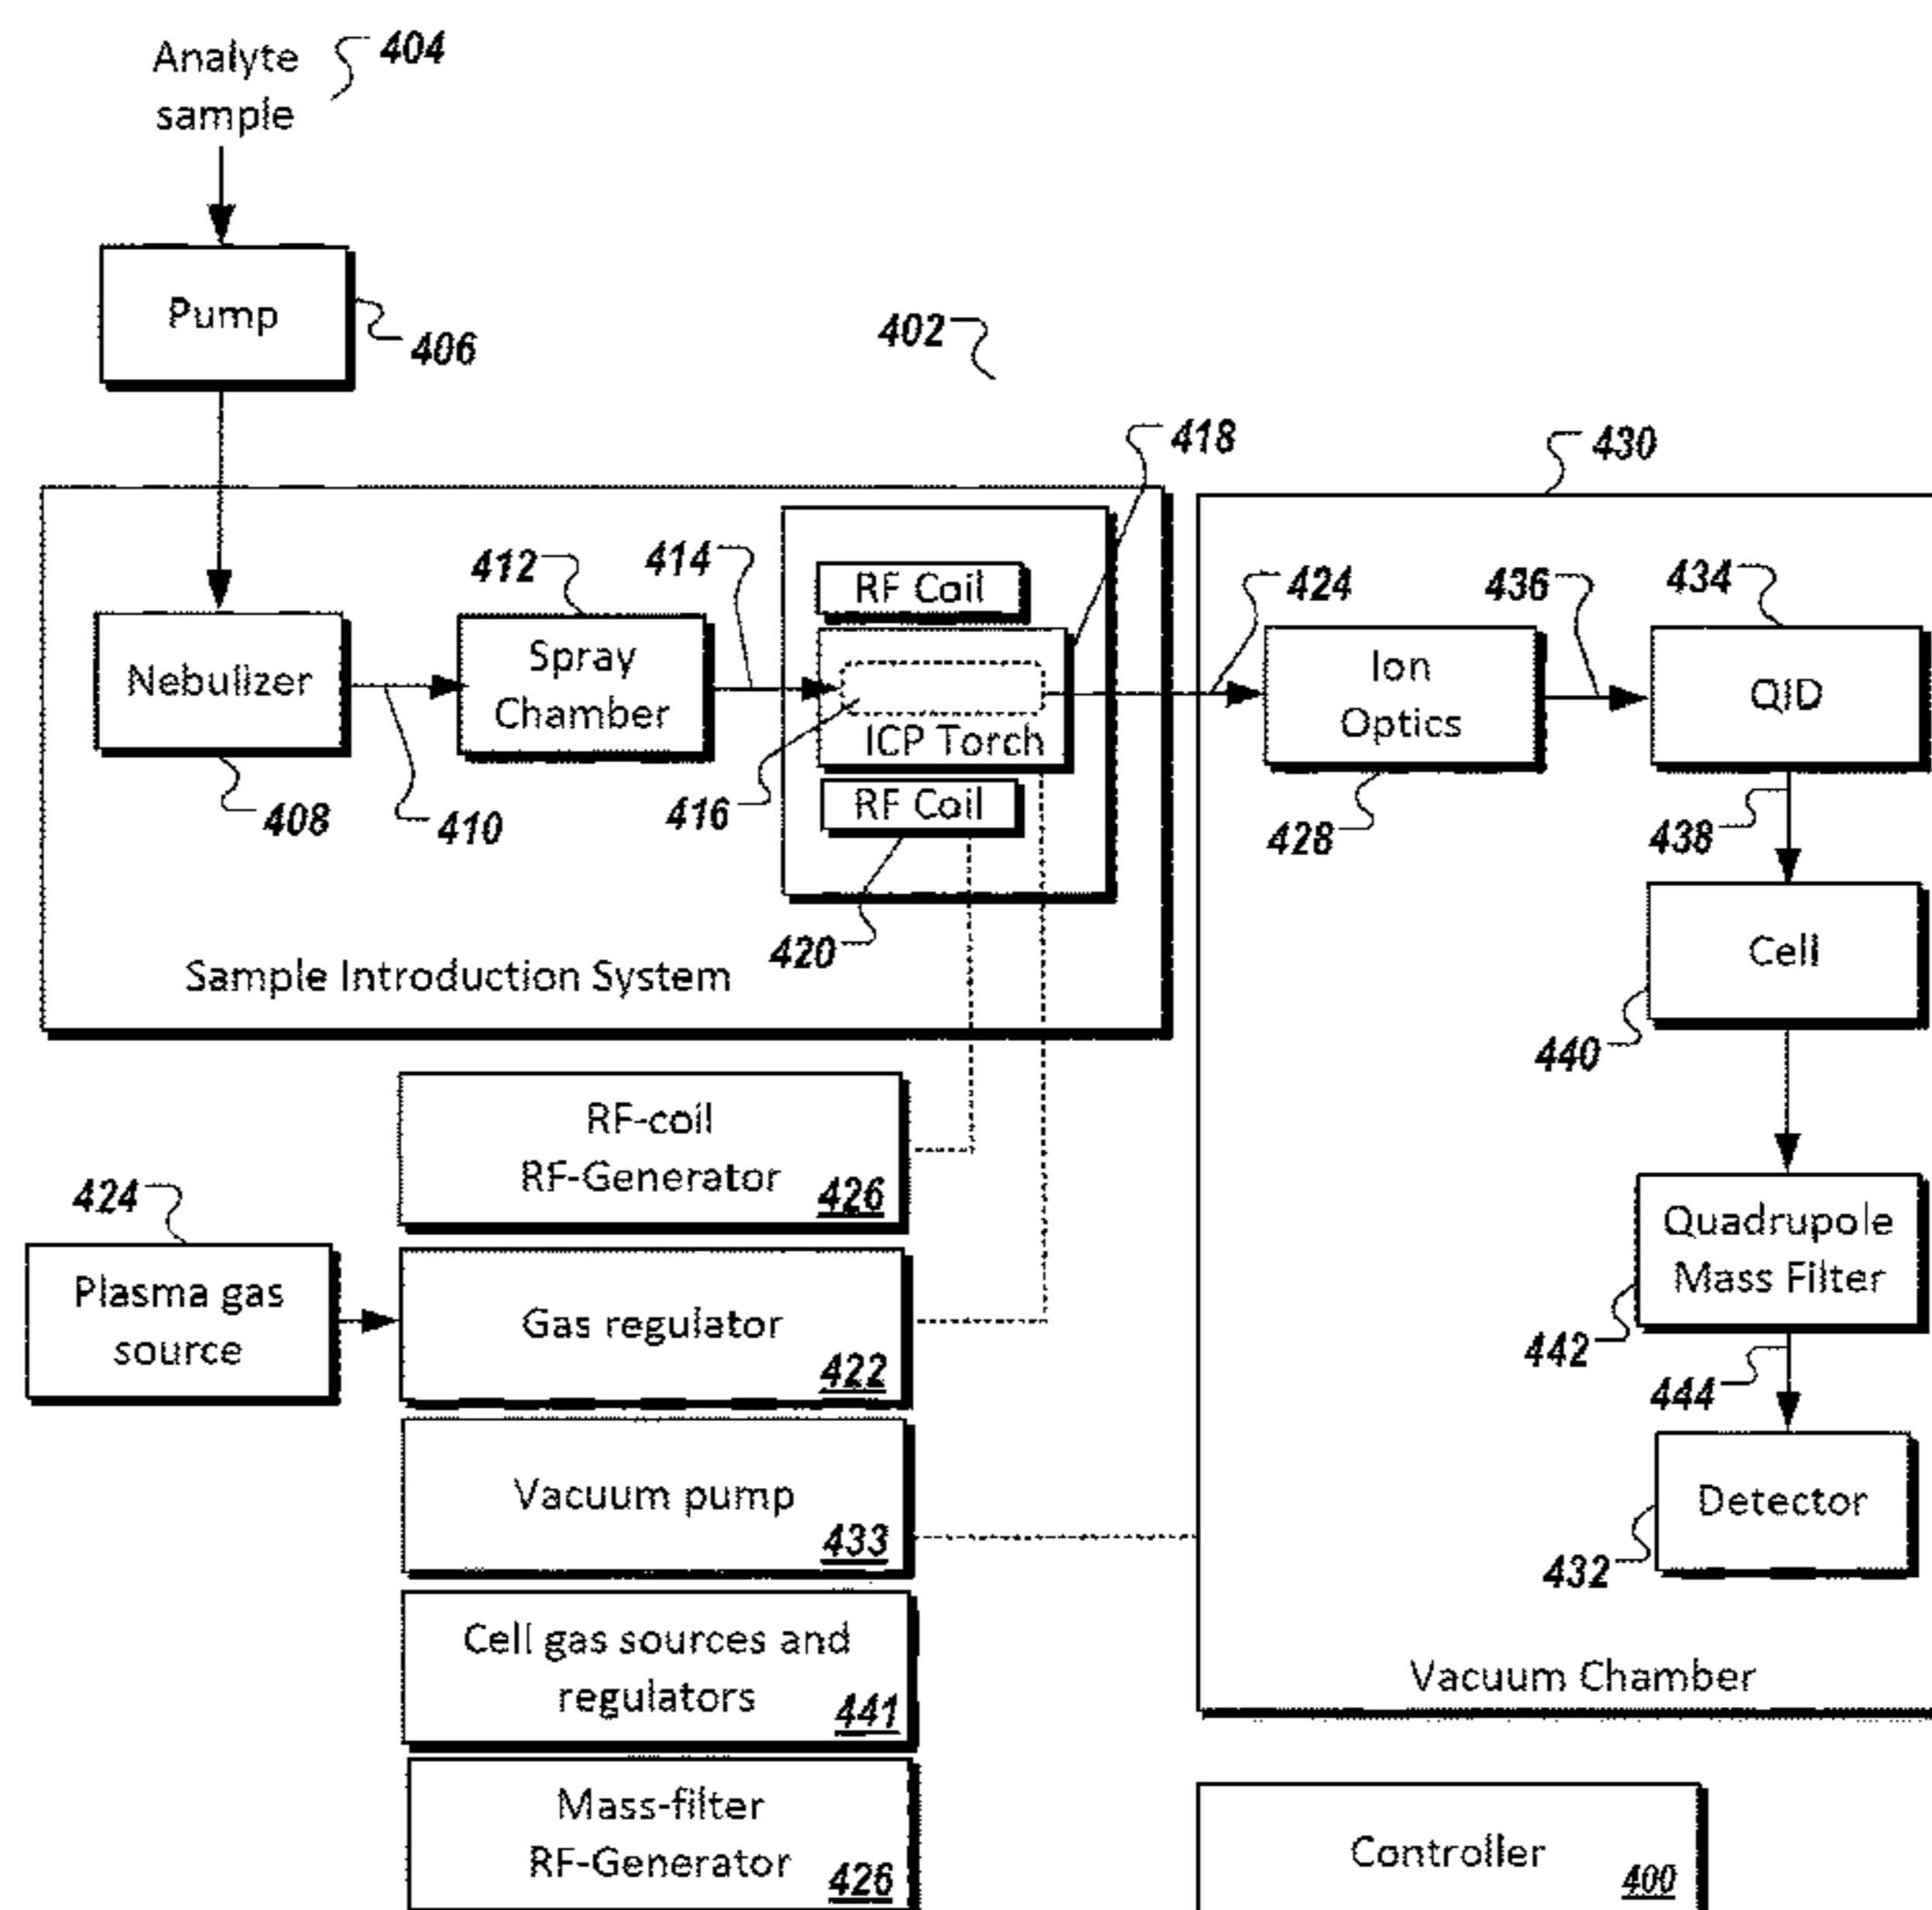 Analyte
sample
404
Pump
406
402
418
430
412
414
RF Coil
424
436
434
Nebulizer
Spray
Chamber
ICP Torch
Ion
Optics
QID
408
410
416
RF Coil
428
438
420
Sample Introduction System
Cell
440
RF-coil
RF-Generator
426
424
Plasma gas
source
Gas regulator
422
Quadrupole
Mass Filter
442
444
Vacuum pump
433
Detector
432
Cell gas sources and
regulators
441
Vacuum Chamber
Mass-filter
RF-Generator
426
Controller
400